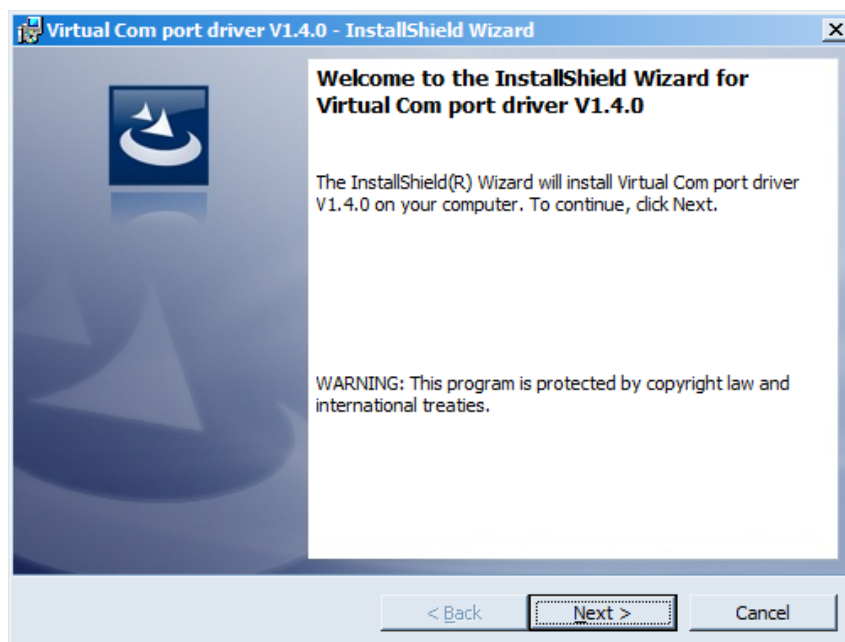 Virtual Com port driver V1.4.0 - InstallShield Wizard
Welcome to the InstallShield Wizard for
Virtual Com port driver V1.4.0
The InstallShield(R) Wizard will install Virtual Com port driver
V1.4.0 on your computer. To continue, click Next.
WARNING: This program is protected by copyright law and
international treaties.
< Back Next > Cancel